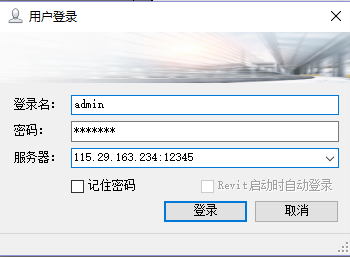 用户登录
登录名： admin
密码： *******
服务器： 115.29.163.234:12345
记住密码 Revit启动时自动登录
登录 取消